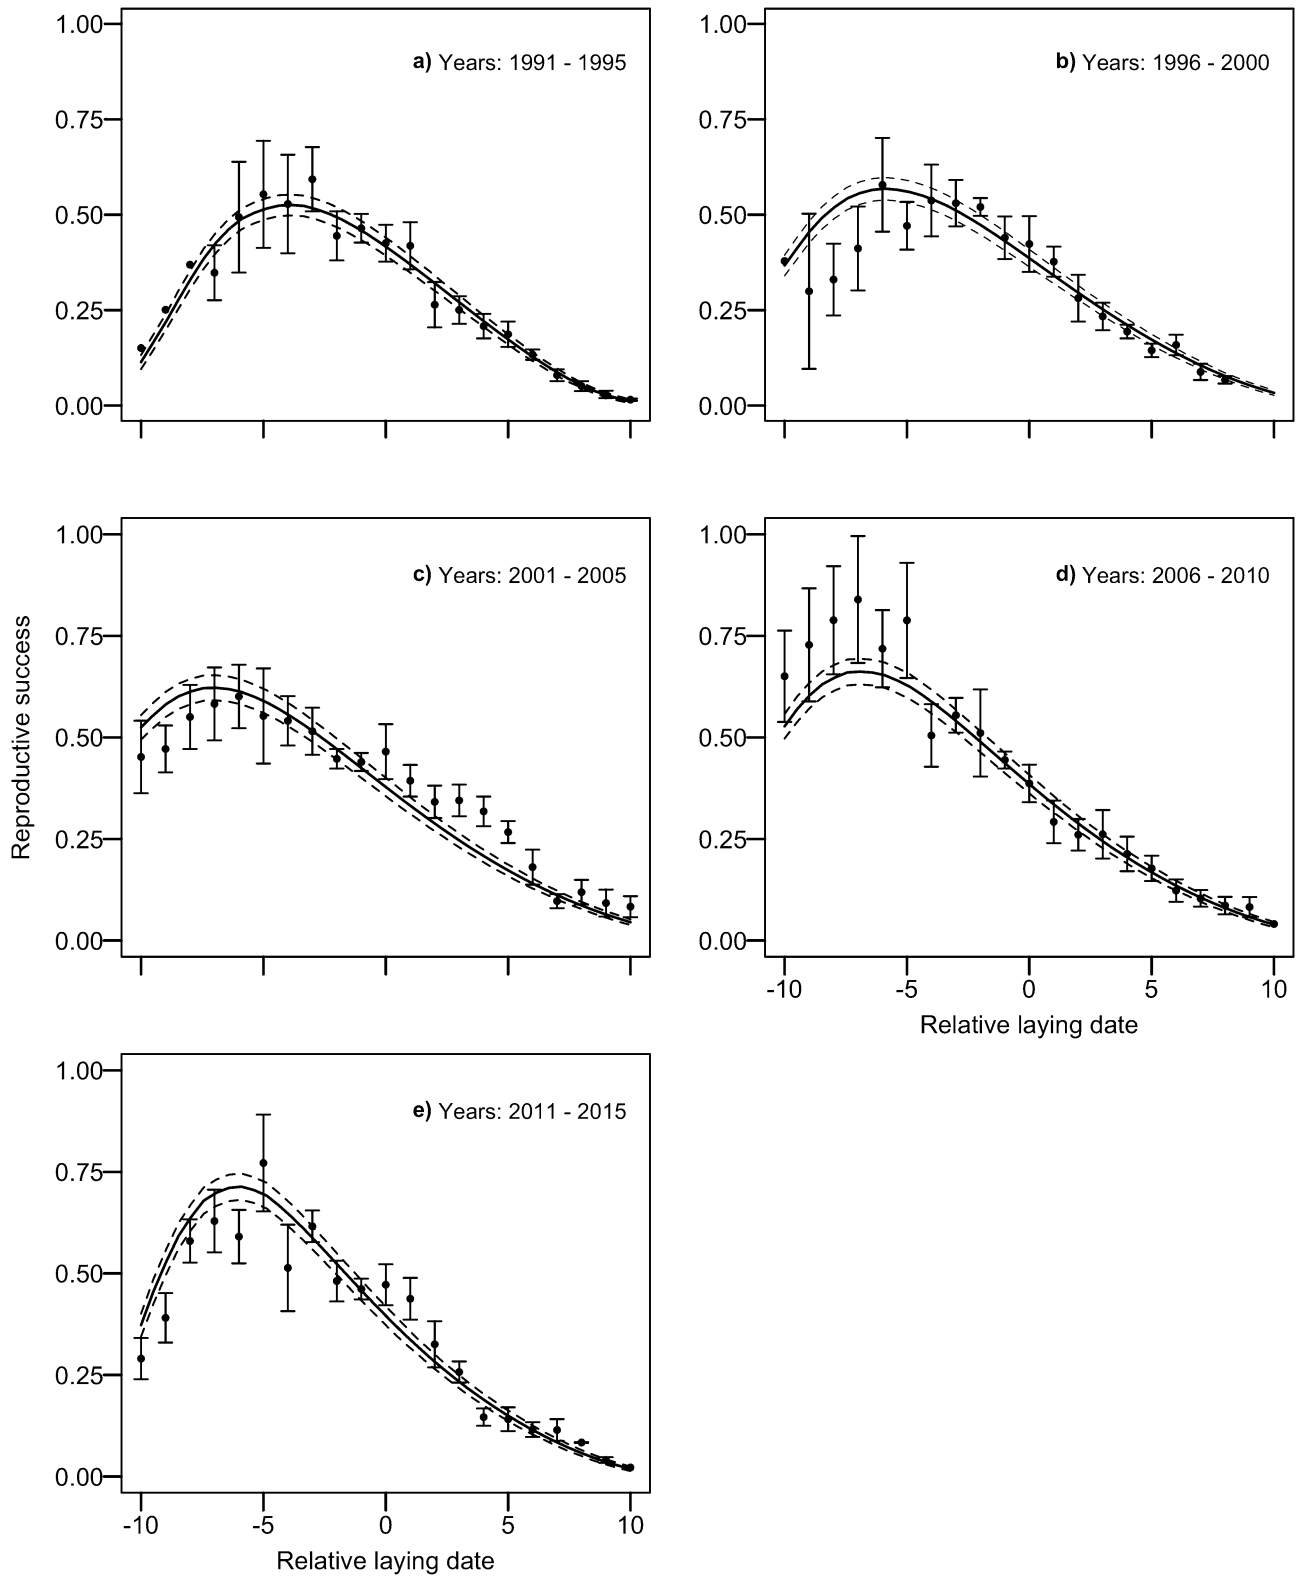 1.00
0.75
0.50
0.25
0.00
a) Years: 1991 - 1995
1.00
0.75
0.50
0.25
0.00
b) Years: 1996 - 2000
Reproductive success
1.00
0.75
0.50
0.25
0.00
c) Years: 2001 - 2005
1.00
0.75
0.50
0.25
0.00
d) Years: 2006 - 2010
-10 -5 0 5 10
Relative laying date
1.00
0.75
0.50
0.25
0.00
e) Years: 2011 - 2015
-10 -5 0 5 10
Relative laying date